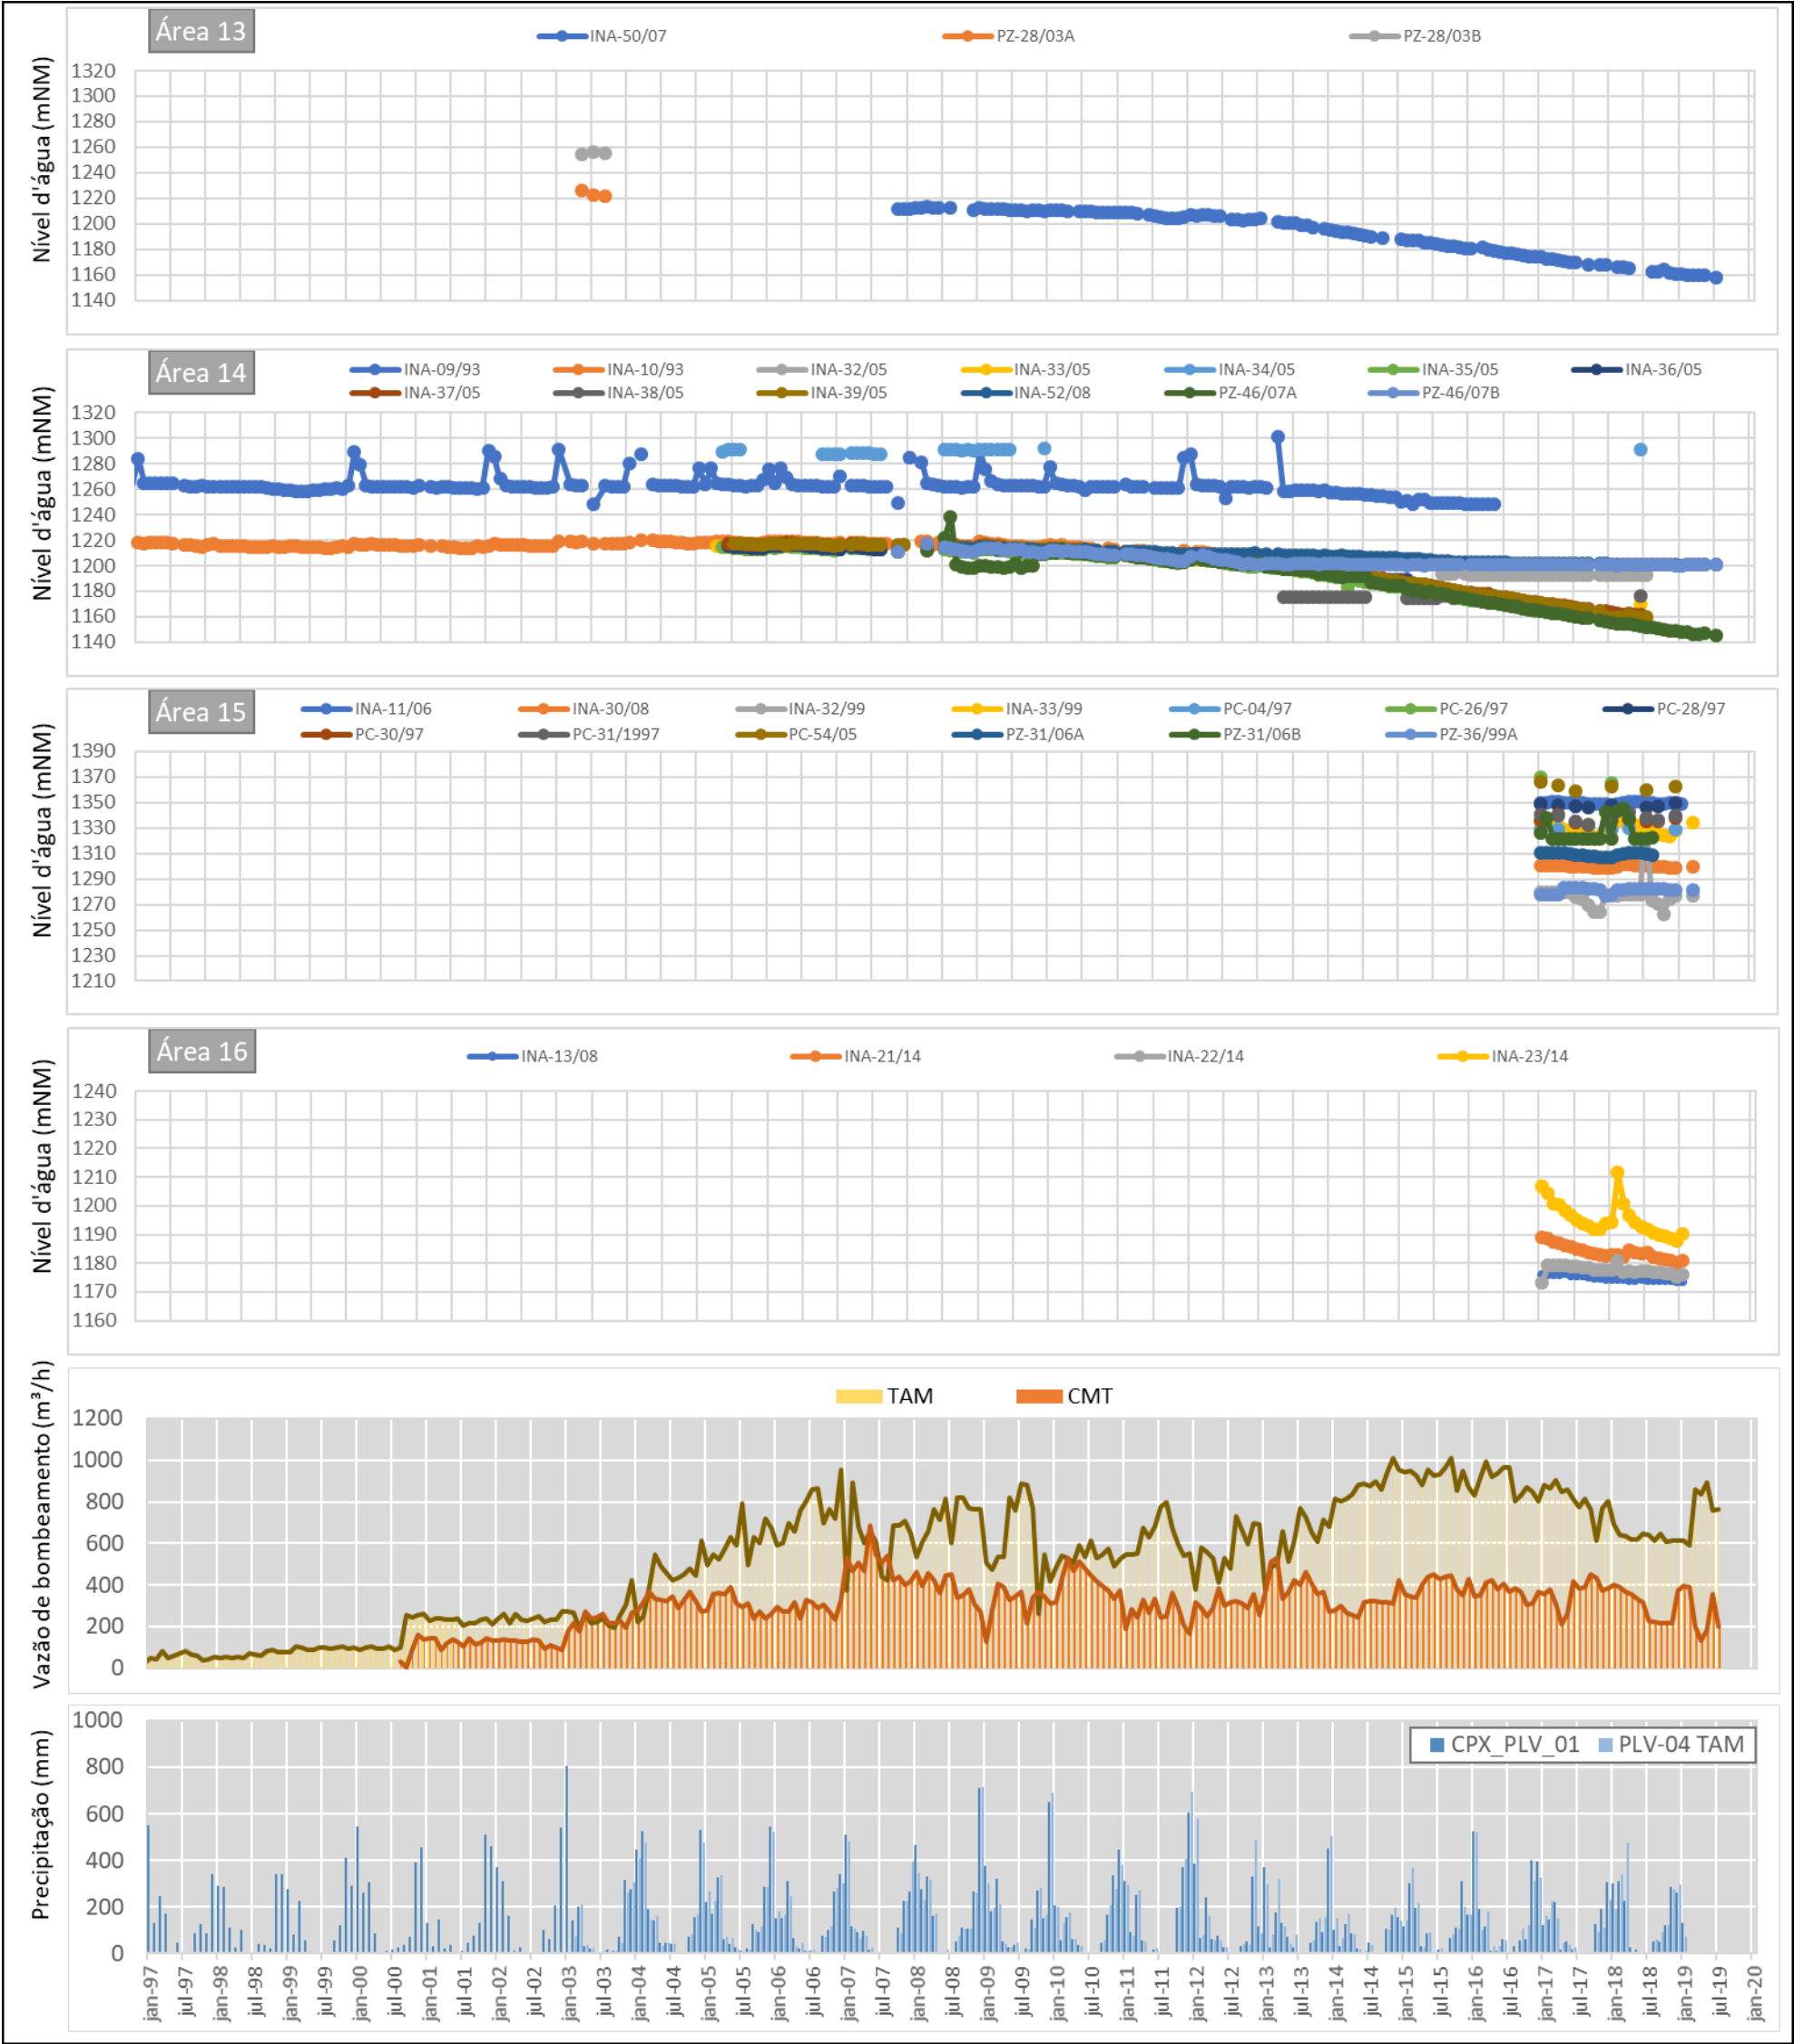 Área 13
INA-50/07 PZ-28/03A PZ-28/03B
Nível d'água (mNM)
1320
1300
1280
1260
1240
1220
1200
1180
1160
1140
Área 14
INA-09/93 INA-10/93 INA-32/05 INA-33/05 INA-34/05 INA-35/05 INA-36/05
INA-37/05 INA-38/05 INA-39/05 INA-52/08 PZ-46/07A PZ-46/07B
Nível d'água (mNM)
1320
1300
1280
1260
1240
1220
1200
1180
1160
1140
Área 15
INA-11/06 INA-30/08 INA-32/99 INA-33/99 PC-04/97 PC-26/97 PC-28/97
PC-30/97 PC-31/1997 PC-54/05 PZ-31/06A PZ-31/06B PZ-36/99A
Nível d'água (mNM)
1390
1370
1350
1330
1310
1290
1270
1250
1230
1210
Área 16
INA-13/08 INA-21/14 INA-22/14 INA-23/14
Nível d'água (mNM)
1240
1230
1220
1210
1200
1190
1180
1170
1160
TAM CMT
Vazão de bombeamento (m³/h)
1200
1000
800
600
400
200
0
CPX_PLV_01 PLV-04 TAM
Precipitação (mm)
1000
800
600
400
200
0
jan-97 jul-97 jan-98 jul-98 jan-99 jul-99 jan-00 jul-00 jan-01 jul-01 jan-02 jul-02 jan-03 jul-03 jan-04 jul-04 jan-05 jul-05 jan-06 jul-06 jan-07 jul-07 jan-08 jul-08 jan-09 jul-09 jan-10 jul-10 jan-11 jul-11 jan-12 jul-12 jan-13 jul-13 jan-14 jul-14 jan-15 jul-15 jan-16 jul-16 jan-17 jul-17 jan-18 jul-18 jan-19 jul-19 jan-20